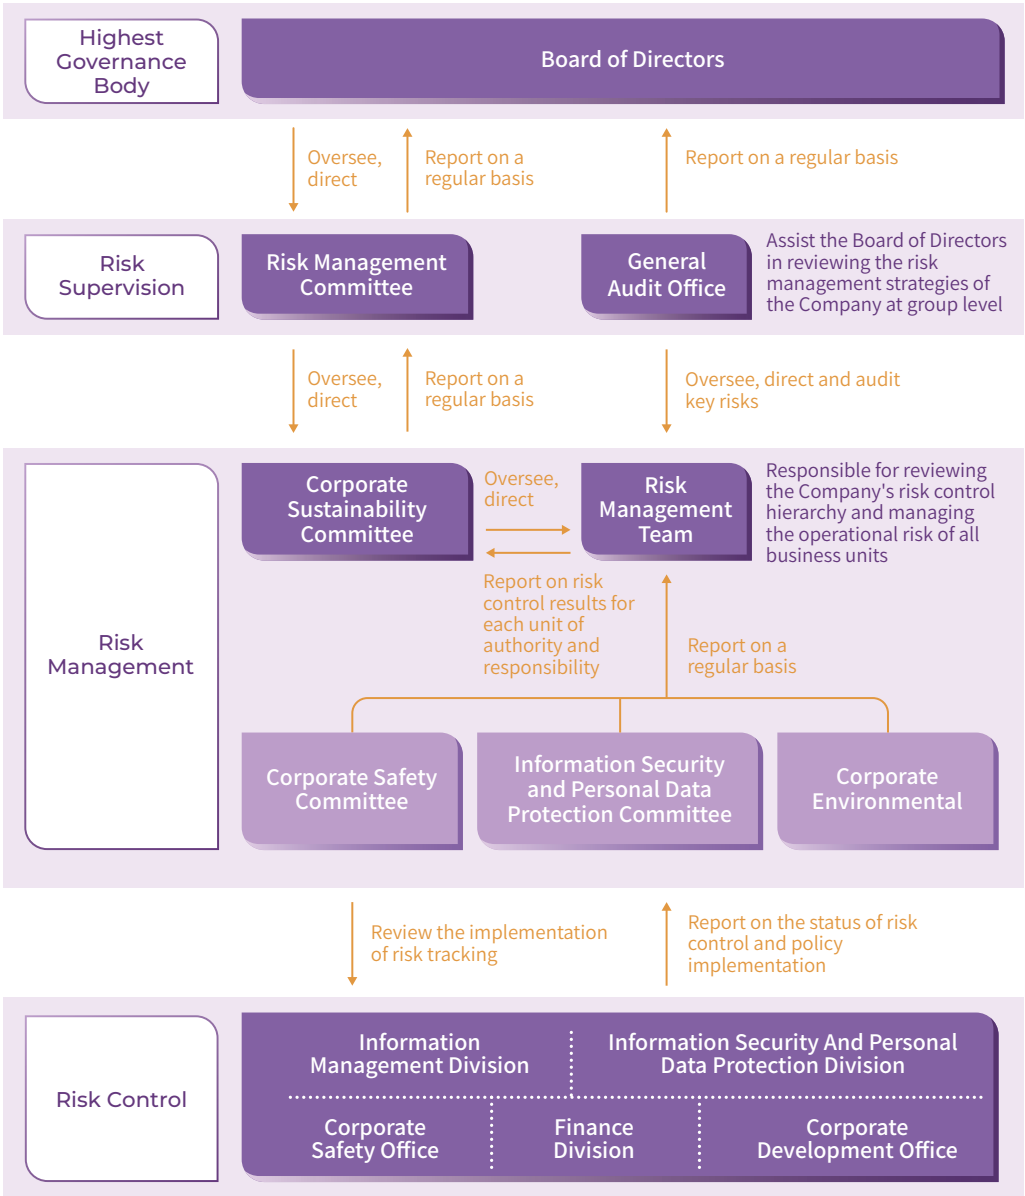 Highest
Governance
Body
Board of Directors
Oversee,
direct
Report on a
regular basis
Report on a regular basis
Risk
Supervision
Risk Management
Committee
General
Audit Office
Assist the Board of Directors
in reviewing the risk
management strategies of
the Company at group level
Oversee,
direct
Report on a
regular basis
Oversee, direct and audit
key risks
Risk
Management
Corporate
Sustainability
Committee
Oversee,
direct
Risk
Management
Team
Responsible for reviewing
the Company's risk control
hierarchy and managing
the operational risk of all
business units
Report on risk
control results for
each unit of
authority and
responsibility
Report on a
regular basis
Corporate Safety
Committee
Information Security
and Personal Data
Protection Committee
Corporate
Environmental
Review the implementation
of risk tracking
Report on the status of risk
control and policy
implementation
Risk Control
Information
Management Division
Information Security And Personal
Data Protection Division
Corporate
Safety Office
Finance
Division
Corporate
Development Office